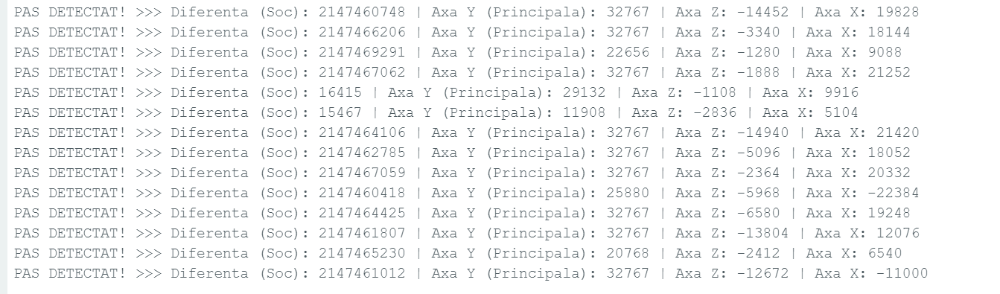 PAS DETECTAT! >>> Diferenta (Soc): 2147460748 | Axa Y (Principala): 32767 | Axa Z: -14452 | Axa X: 19828
PAS DETECTAT! >>> Diferenta (Soc): 2147466206 | Axa Y (Principala): 32767 | Axa Z: -3340 | Axa X: 18144
PAS DETECTAT! >>> Diferenta (Soc): 2147469291 | Axa Y (Principala): 22656 | Axa Z: -1280 | Axa X: 9088
PAS DETECTAT! >>> Diferenta (Soc): 2147467062 | Axa Y (Principala): 32767 | Axa Z: -1888 | Axa X: 21252
PAS DETECTAT! >>> Diferenta (Soc): 16415 | Axa Y (Principala): 29132 | Axa Z: -1108 | Axa X: 9916
PAS DETECTAT! >>> Diferenta (Soc): 15467 | Axa Y (Principala): 11908 | Axa Z: -2836 | Axa X: 5104
PAS DETECTAT! >>> Diferenta (Soc): 2147464106 | Axa Y (Principala): 32767 | Axa Z: -14940 | Axa X: 21420
PAS DETECTAT! >>> Diferenta (Soc): 2147462785 | Axa Y (Principala): 32767 | Axa Z: -5096 | Axa X: 18052
PAS DETECTAT! >>> Diferenta (Soc): 2147467059 | Axa Y (Principala): 32767 | Axa Z: -2364 | Axa X: 20332
PAS DETECTAT! >>> Diferenta (Soc): 2147460418 | Axa Y (Principala): 25880 | Axa Z: -5968 | Axa X: -22384
PAS DETECTAT! >>> Diferenta (Soc): 2147464425 | Axa Y (Principala): 32767 | Axa Z: -6580 | Axa X: 19248
PAS DETECTAT! >>> Diferenta (Soc): 2147461807 | Axa Y (Principala): 32767 | Axa Z: -13804 | Axa X: 12076
PAS DETECTAT! >>> Diferenta (Soc): 2147465230 | Axa Y (Principala): 20768 | Axa Z: -2412 | Axa X: 6540
PAS DETECTAT! >>> Diferenta (Soc): 2147461012 | Axa Y (Principala): 32767 | Axa Z: -12672 | Axa X: -11000